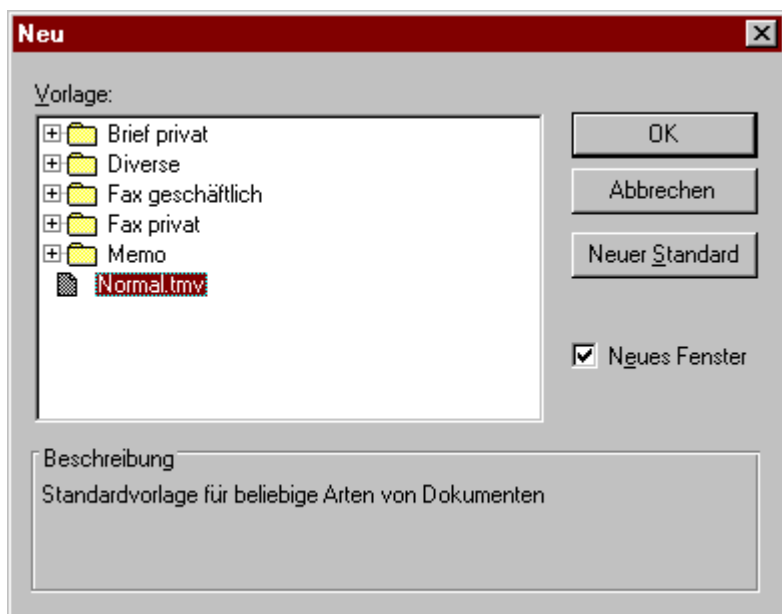 Neu
Vorlage:
Brief privat
Diverse
Fax geschäftlich
Fax privat
Memo
Normal.tmv
OK
Abbrechen
Neuer Standard
Neues Fenster
Beschreibung
Standardvorlage für beliebige Arten von Dokumenten